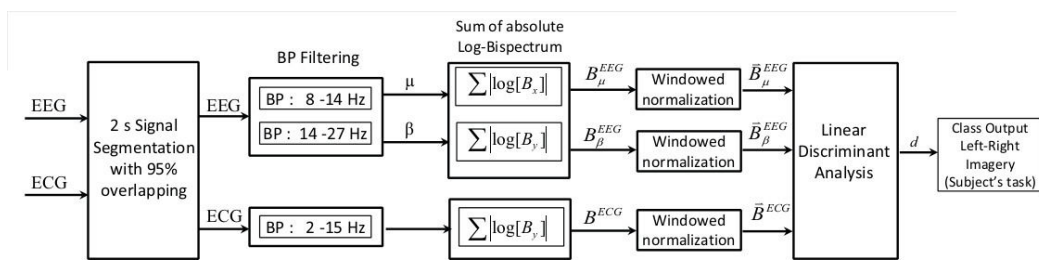 Sum of absolute
Log-Bispectrum
BP Filtering
EEG
ECG
2 s Signal
Segmentation
with 95%
overlapping
EEG
BP : 8 -14 Hz
BP : 14 -27 Hz
μ
β
∑|log[B_x]|
∑|log[B_y]|
B_μ^{EEG}
B_β^{EEG}
Windowed
normalization
Windowed
normalization
\vec{B}_μ^{EEG}
\vec{B}_β^{EEG}
ECG
BP : 2 -15 Hz
∑|log[B_y]|
B^{ECG}
Windowed
normalization
\vec{B}^{ECG}
Linear
Discriminant
Analysis
d
Class Output
Left-Right
Imagery
(Subject's task)